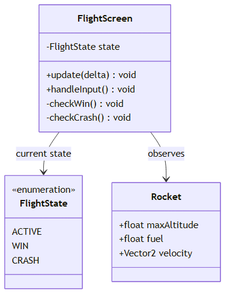 FlightScreen
-FlightState state
+update(delta) : void
+handleInput() : void
-checkWin() : void
-checkCrash() : void
current state
observes
«enumeration»
FlightState
ACTIVE
WIN
CRASH
Rocket
+float maxAltitude
+float fuel
+Vector2 velocity